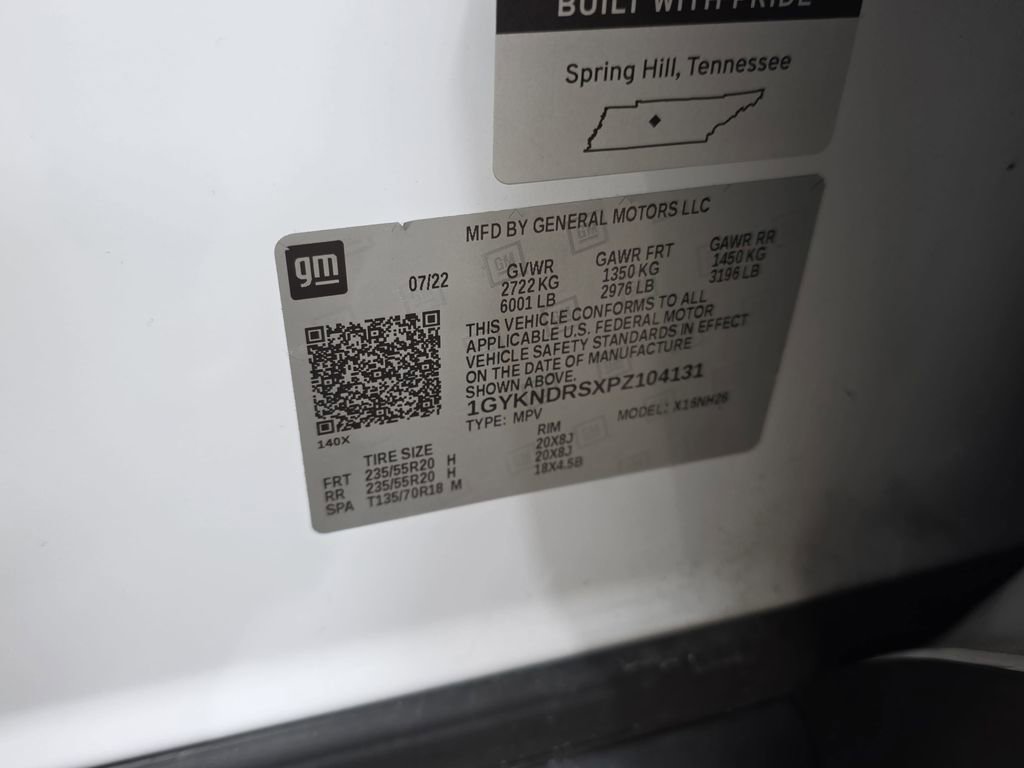 BUILT WITH PRIDE
Spring Hill, Tennessee
MFD BY GENERAL MOTORS LLC
gm
07/22
GVWR
2722 KG
6001 LB
GAWR FRT
1350 KG
2976 LB
GAWR RR
1450 KG
3196 LB
THIS VEHICLE CONFORMS TO ALL
APPLICABLE U.S. FEDERAL MOTOR
VEHICLE SAFETY STANDARDS IN EFFECT
ON THE DATE OF MANUFACTURE
SHOWN ABOVE.
1GYKNDRSXPZ104131
TYPE: MPV
MODEL: X16NH26
140X
TIRE SIZE
RIM
FRT 235/55R20 H 20X8J
RR 235/55R20 H 20X8J
SPA T135/70R18 M 18X4.5B